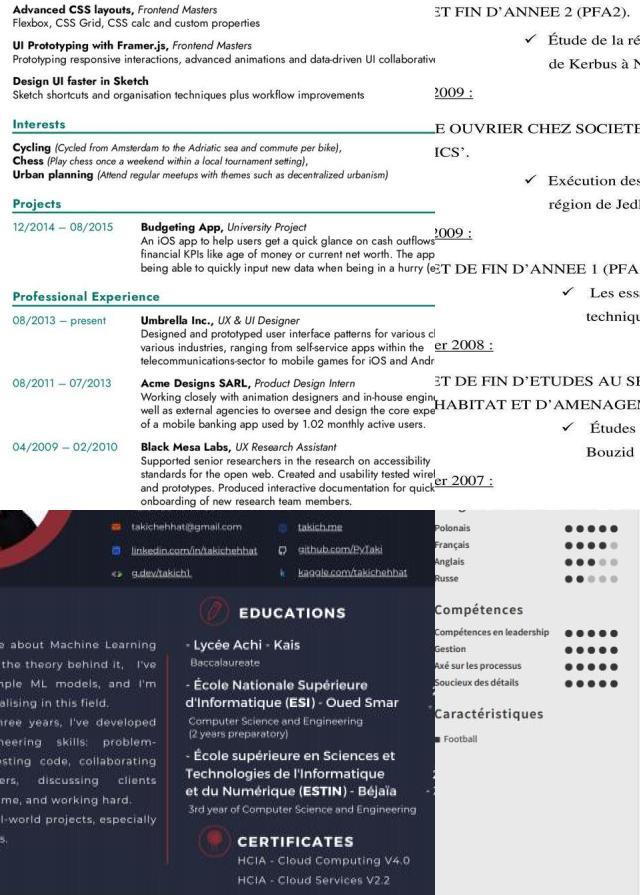 Advanced CSS layouts, Frontend Masters
Flexbox, CSS Grid, CSS calc and custom properties
UI Prototyping with Framer.js, Frontend Masters
Prototyping responsive interactions, advanced animations and data-driven UI collaborative
Design UI faster in Sketch
Sketch shortcuts and organisation techniques plus workflow improvements
Interests
Cycling (Cycled from Amsterdam to the Adriatic sea and commute per bike),
Chess (Play chess once a weekend within a local tournament setting),
Urban planning (Attend regular meetups with themes such as decentralized urbanism)
Projects
12/2014 – 08/2015 Budgeting App, University Project
An iOS app to help users get a quick glance on cash outflows
financial KPIs like age of money or current net worth. The app
being able to quickly input new data when being in a hurry (e
Professional Experience
08/2013 – present Umbrella Inc., UX & UI Designer
Designed and prototyped user interface patterns for various cl
various industries, ranging from self-service apps within the
telecommunications-sector to mobile games for iOS and Andr
08/2011 – 07/2013 Acme Designs SARL, Product Design Intern
Working closely with animation designers and in-house engin
well as external agencies to oversee and design the core expe
of a mobile banking app used by 1.02 monthly active users.
04/2009 – 02/2010 Black Mesa Labs, UX Research Assistant
Supported senior researchers in the research on accessibility
standards for the open web. Created and usability tested wirel
and prototypes. Produced interactive documentation for quick
onboarding of new research team members.
ET FIN D'ANNEE 2 (PFA2).
✓ Étude de la ré
de Kerbus à N
2009 :
E OUVRIER CHEZ SOCIETE
ICS'.
✓ Exécution des
région de Jedl
2009 :
ET DE FIN D'ANNEE 1 (PFA
✓ Les ess
techniqu
er 2008 :
ET DE FIN D'ETUDES AU SE
HABITAT ET D'AMENAGEM
✓ Études
Bouzid
er 2007 :
takichehhat@gmail.com takich.me
linkedin.com/in/takichehhat github.com/PyTaki
g.dev/takich1 kaggle.com/takichehhat
e about Machine Learning
the theory behind it, I've
mple ML models, and I'm
alising in this field.
hree years, I've developed
neering skills: problem-
esting code, collaborating
ers, discussing clients
me, and working hard.
l-world projects, especially
s.
EDUCATIONS
- Lycée Achi - Kais
Baccalaureate
- École Nationale Supérieure
d'Informatique (ESI) - Oued Smar
Computer Science and Engineering
(2 years preparatory)
- École supérieure en Sciences et
Technologies de l'Informatique
et du Numérique (ESTIN) - Béjaïa
3rd year of Computer Science and Engineering
CERTIFICATES
HCIA - Cloud Computing V4.0
HCIA - Cloud Services V2.2
Polonais
Français
Anglais
Russe
Compétences
Compétences en leadership
Gestion
Axé sur les processus
Soucieux des détails
Caractéristiques
Football